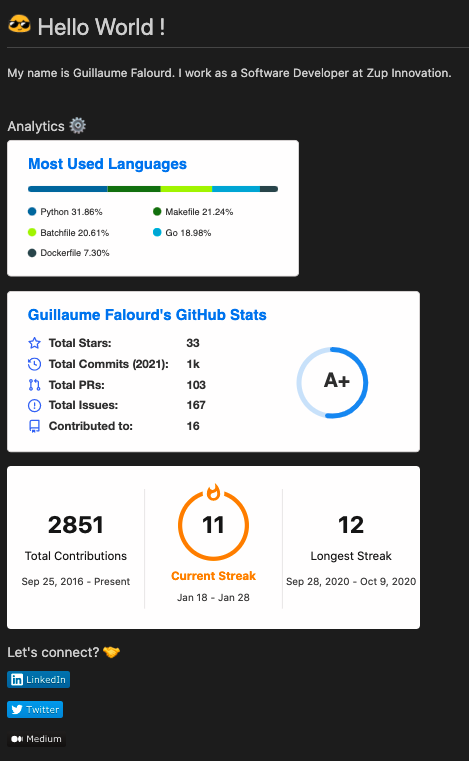 Hello World !
My name is Guillaume Falourd. I work as a Software Developer at Zup Innovation.
Analytics
Most Used Languages
Python 31.86% Makefile 21.24%
Batchfile 20.61% Go 18.98%
Dockerfile 7.30%
Guillaume Falourd's GitHub Stats
Total Stars: 33
Total Commits (2021): 1k
Total PRs: 103
Total Issues: 167
Contributed to: 16
A+
2851
Total Contributions
Sep 25, 2016 - Present
11
Current Streak
Jan 18 - Jan 28
12
Longest Streak
Sep 28, 2020 - Oct 9, 2020
Let's connect?
LinkedIn
Twitter
Medium